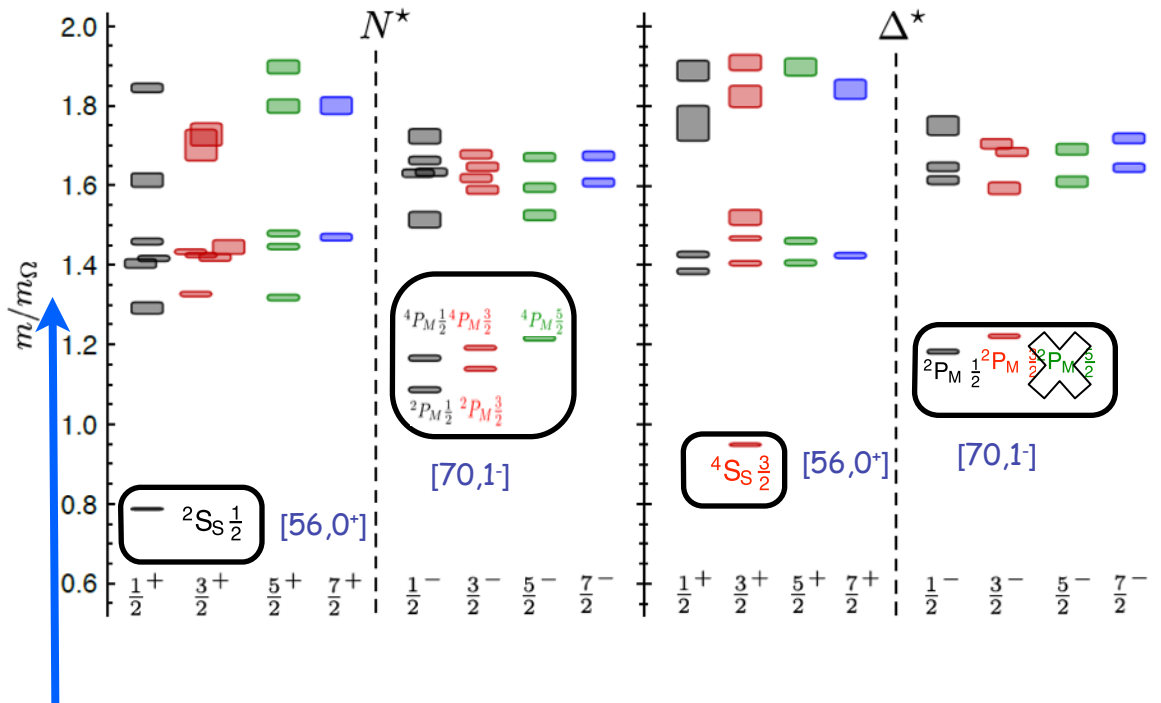 N⋆ Δ⋆
2.0
1.8
1.6
1.4
1.2
1.0
0.8
0.6
m/m_Ω
⁴P_M 1/2 ⁴P_M 3/2 ⁴P_M 5/2
²P_M 1/2 ²P_M 3/2
[70,1⁻]
²S_S 1/2 [56,0⁺]
⁴S_S 3/2 [56,0⁺]
²P_M 1/2 ²P_M 3/2 ²P_M 5/2
[70,1⁻]
1/2⁺ 3/2⁺ 5/2⁺ 7/2⁺ 1/2⁻ 3/2⁻ 5/2⁻ 7/2⁻ 1/2⁺ 3/2⁺ 5/2⁺ 7/2⁺ 1/2⁻ 3/2⁻ 5/2⁻ 7/2⁻